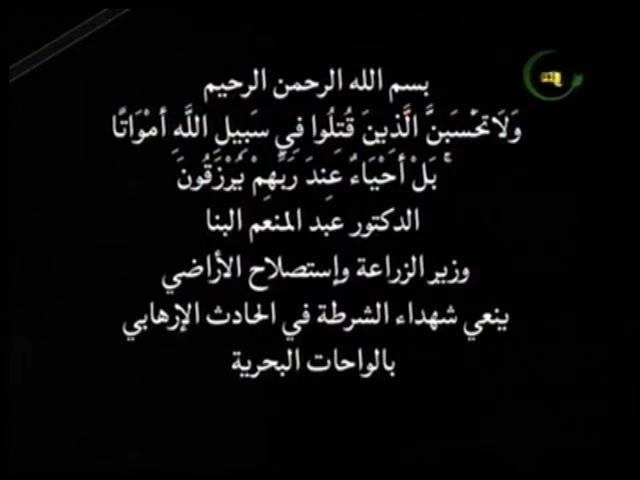 بسم الله الرحمن الرحيم
وَلَا تَحْسَبَنَّ الَّذِينَ قُتِلُوا فِي سَبِيلِ اللَّهِ أَمْوَاتًا
ۚ بَلْ أَحْيَاءٌ عِندَ رَبِّهِمْ يُرْزَقُونَ
الدكتور عبد المنعم البنا
وزير الزراعة وإستصلاح الأراضي
ينعي شهداء الشرطة في الحادث الإرهابي
بالواحات البحرية